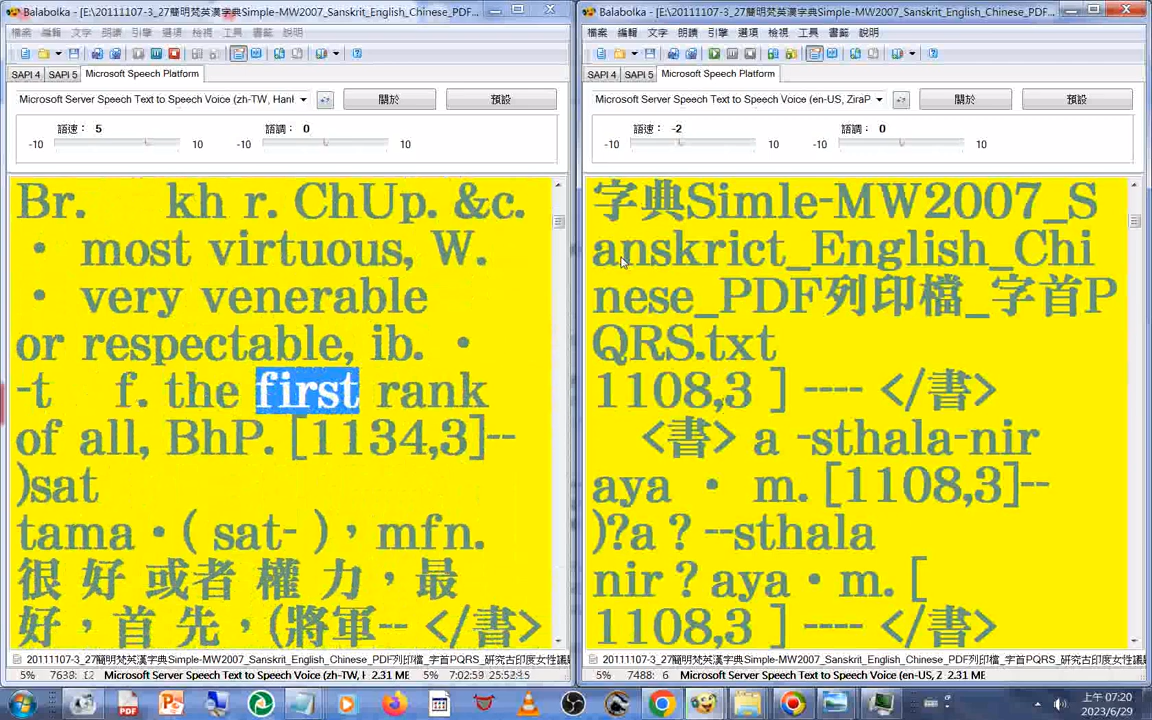 Balabolka - [E:\20111107-3_27簡明梵英漢字典Simple-MW2007_Sanskrit_English_Chinese_PDF...
檔案 編輯 文字 朗讀 引擎 選項 檢視 工具 書籤 說明
SAPI 4 SAPI 5 Microsoft Speech Platform
Microsoft Server Speech Text to Speech Voice (zh-TW, Han 關於 預設
語速： 5 語調： 0
-10 10 -10 10
Br. kh r. ChUp. &c.
• most virtuous, W.
• very venerable
or respectable, ib. •
-t f. the first rank
of all, BhP. [1134,3]--
)sat
tama•( sat- )，mfn.
很 好 或者 權 力，最
好，首 先，(將軍-- </書>
20111107-3_27簡明梵英漢字典Simple-MW2007_Sanskrit_English_Chinese_PDF列印檔_字首PQRS_研究古印度女性議
5% 7638: Microsoft Server Speech Text to Speech Voice (zh-TW, 2.31 ME 5% 7:02:59 25:52:15
Balabolka - [E:\20111107-3_27簡明梵英漢字典Simple-MW2007_Sanskrit_English_Chinese_PDF...
檔案 編輯 文字 朗讀 引擎 選項 檢視 工具 書籤 說明
SAPI 4 SAPI 5 Microsoft Speech Platform
Microsoft Server Speech Text to Speech Voice (en-US, ZiraP 關於 預設
語速： -2 語調： 0
-10 10 -10 10
字典Simle-MW2007_S
anskrict_English_Chi
nese_PDF列印檔_字首P
QRS.txt
1108,3 ] ---- </書>
<書> a -sthala-nir
aya • m. [1108,3]--
)?a ? --sthala
nir ? aya•m. [
1108,3 ] ---- </書>
20111107-3_27簡明梵英漢字典Simple-MW2007_Sanskrit_English_Chinese_PDF列印檔_字首PQRS_研究古印度女性議
5% 7488: 6 Microsoft Server Speech Text to Speech Voice (en-US, 2.31 ME
上午 07:20
2023/6/29